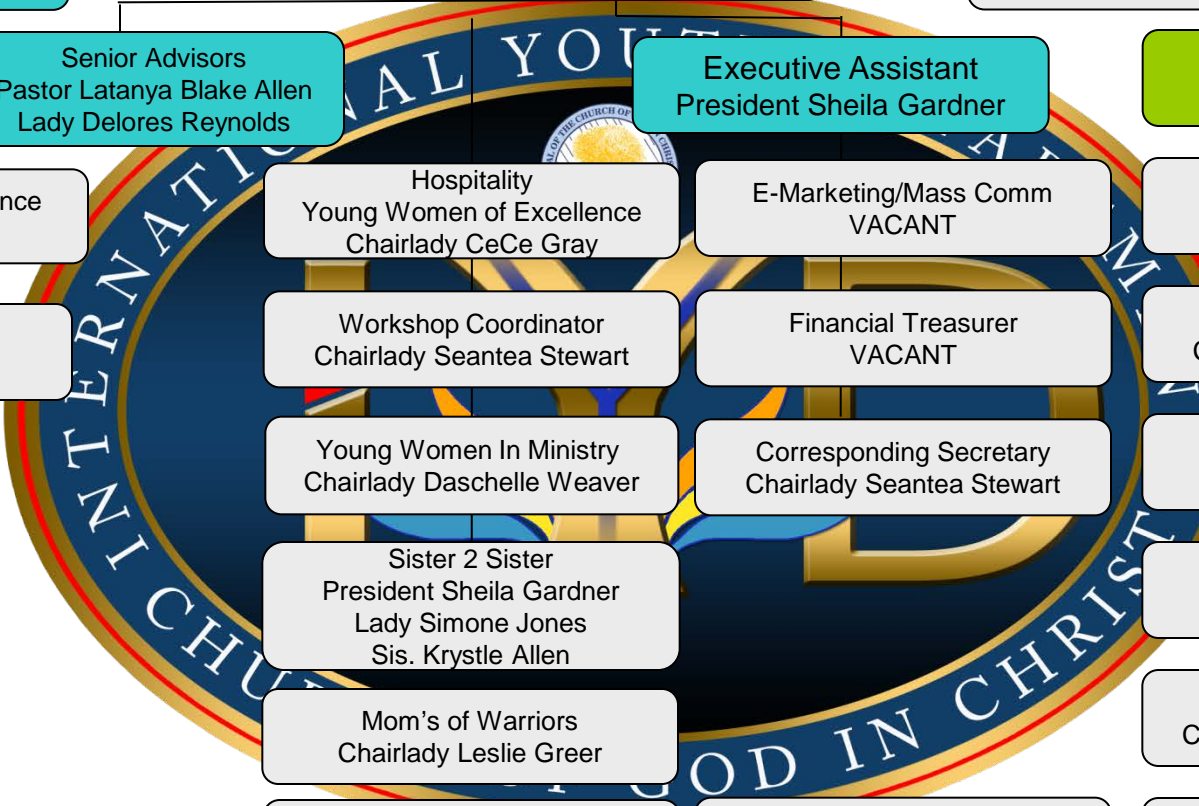 Senior Advisors
Pastor Latanya Blake Allen
Lady Delores Reynolds
Executive Assistant
President Sheila Gardner
Hospitality
Young Women of Excellence
Chairlady CeCe Gray
E-Marketing/Mass Comm
VACANT
Workshop Coordinator
Chairlady Seantea Stewart
Financial Treasurer
VACANT
Young Women In Ministry
Chairlady Daschelle Weaver
Corresponding Secretary
Chairlady Seantea Stewart
Sister 2 Sister
President Sheila Gardner
Lady Simone Jones
Sis. Krystle Allen
Mom's of Warriors
Chairlady Leslie Greer
GOD IN CHRIST
THE CHURCH OF